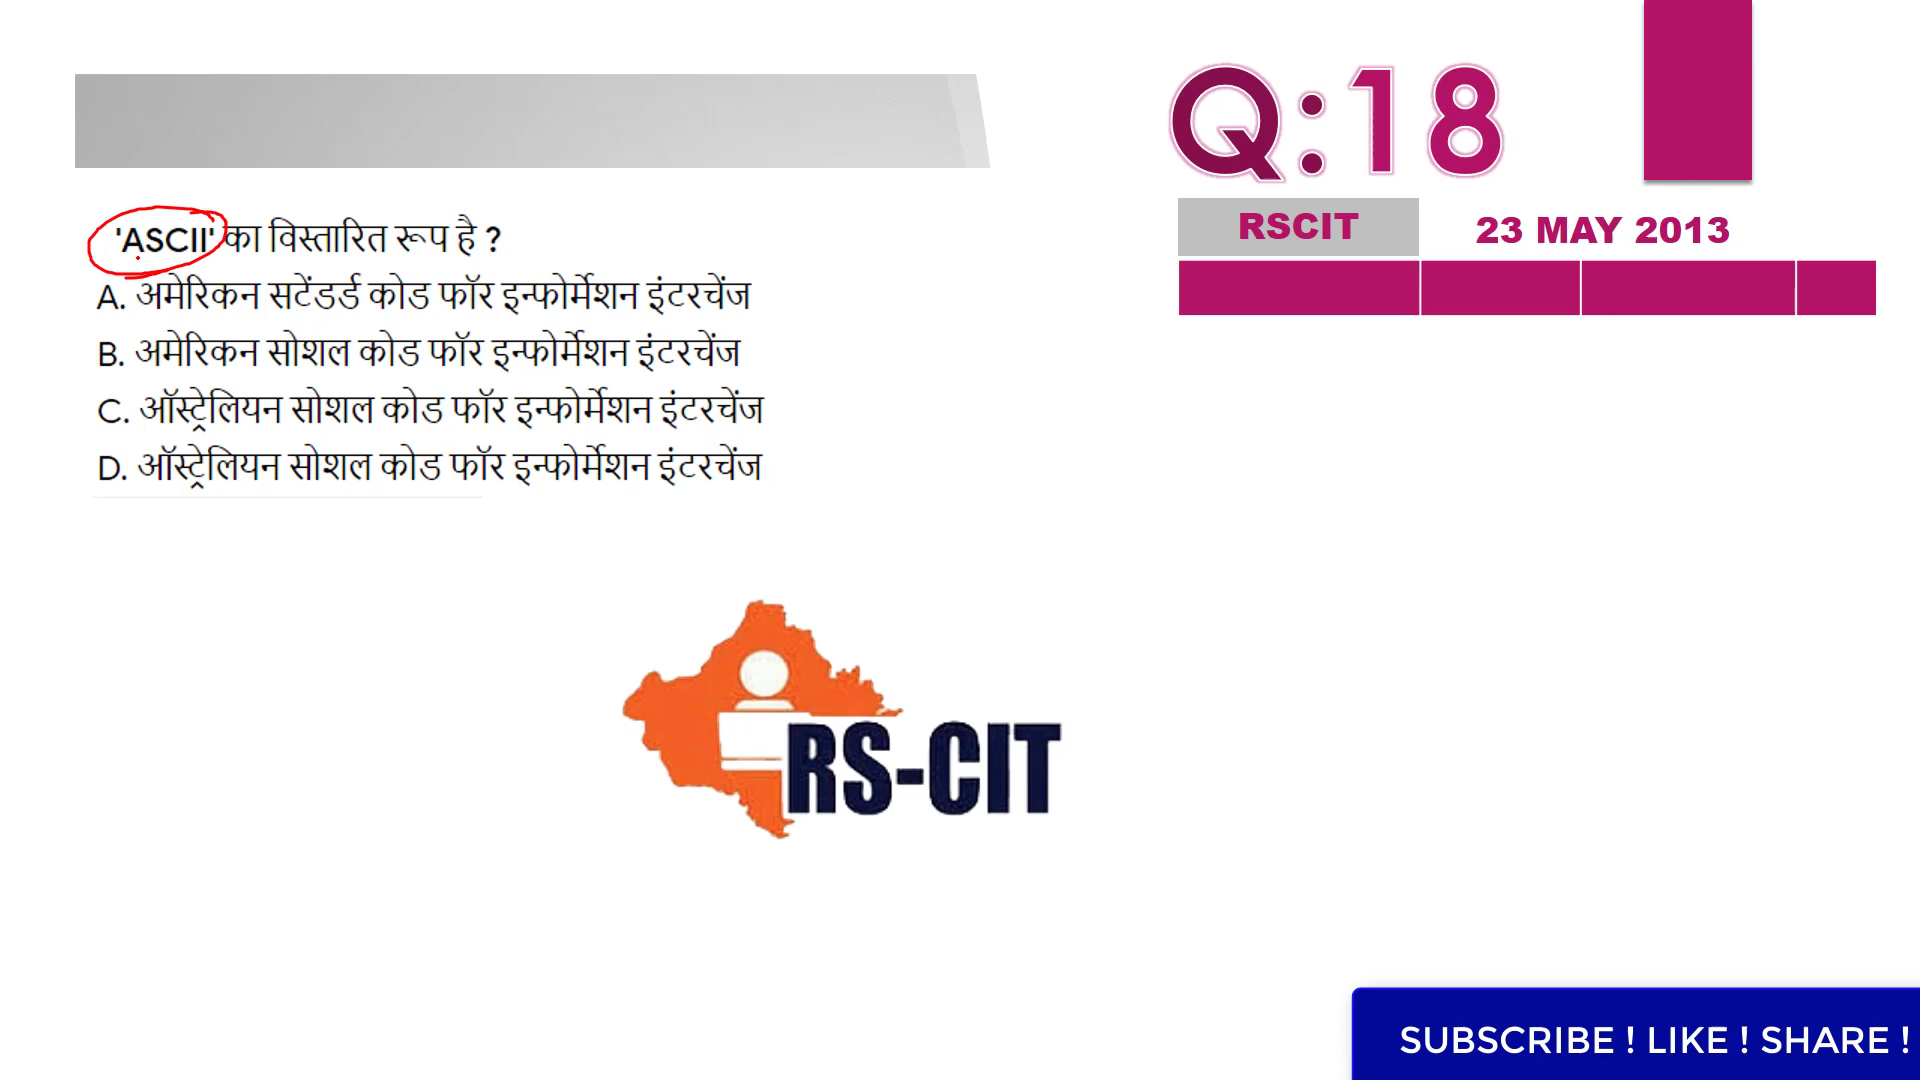 Q:18
RSCIT
23 MAY 2013
'ASCII' का विस्तारित रूप है ?
A. अमेरिकन सटेंडर्ड कोड फॉर इन्फोर्मेशन इंटरचेंज
B. अमेरिकन सोशल कोड फॉर इन्फोर्मेशन इंटरचेंज
C. ऑस्ट्रेलियन सोशल कोड फॉर इन्फोर्मेशन इंटरचेंज
D. ऑस्ट्रेलियन सोशल कोड फॉर इन्फोर्मेशन इंटरचेंज
RS-CIT
SUBSCRIBE ! LIKE ! SHARE !